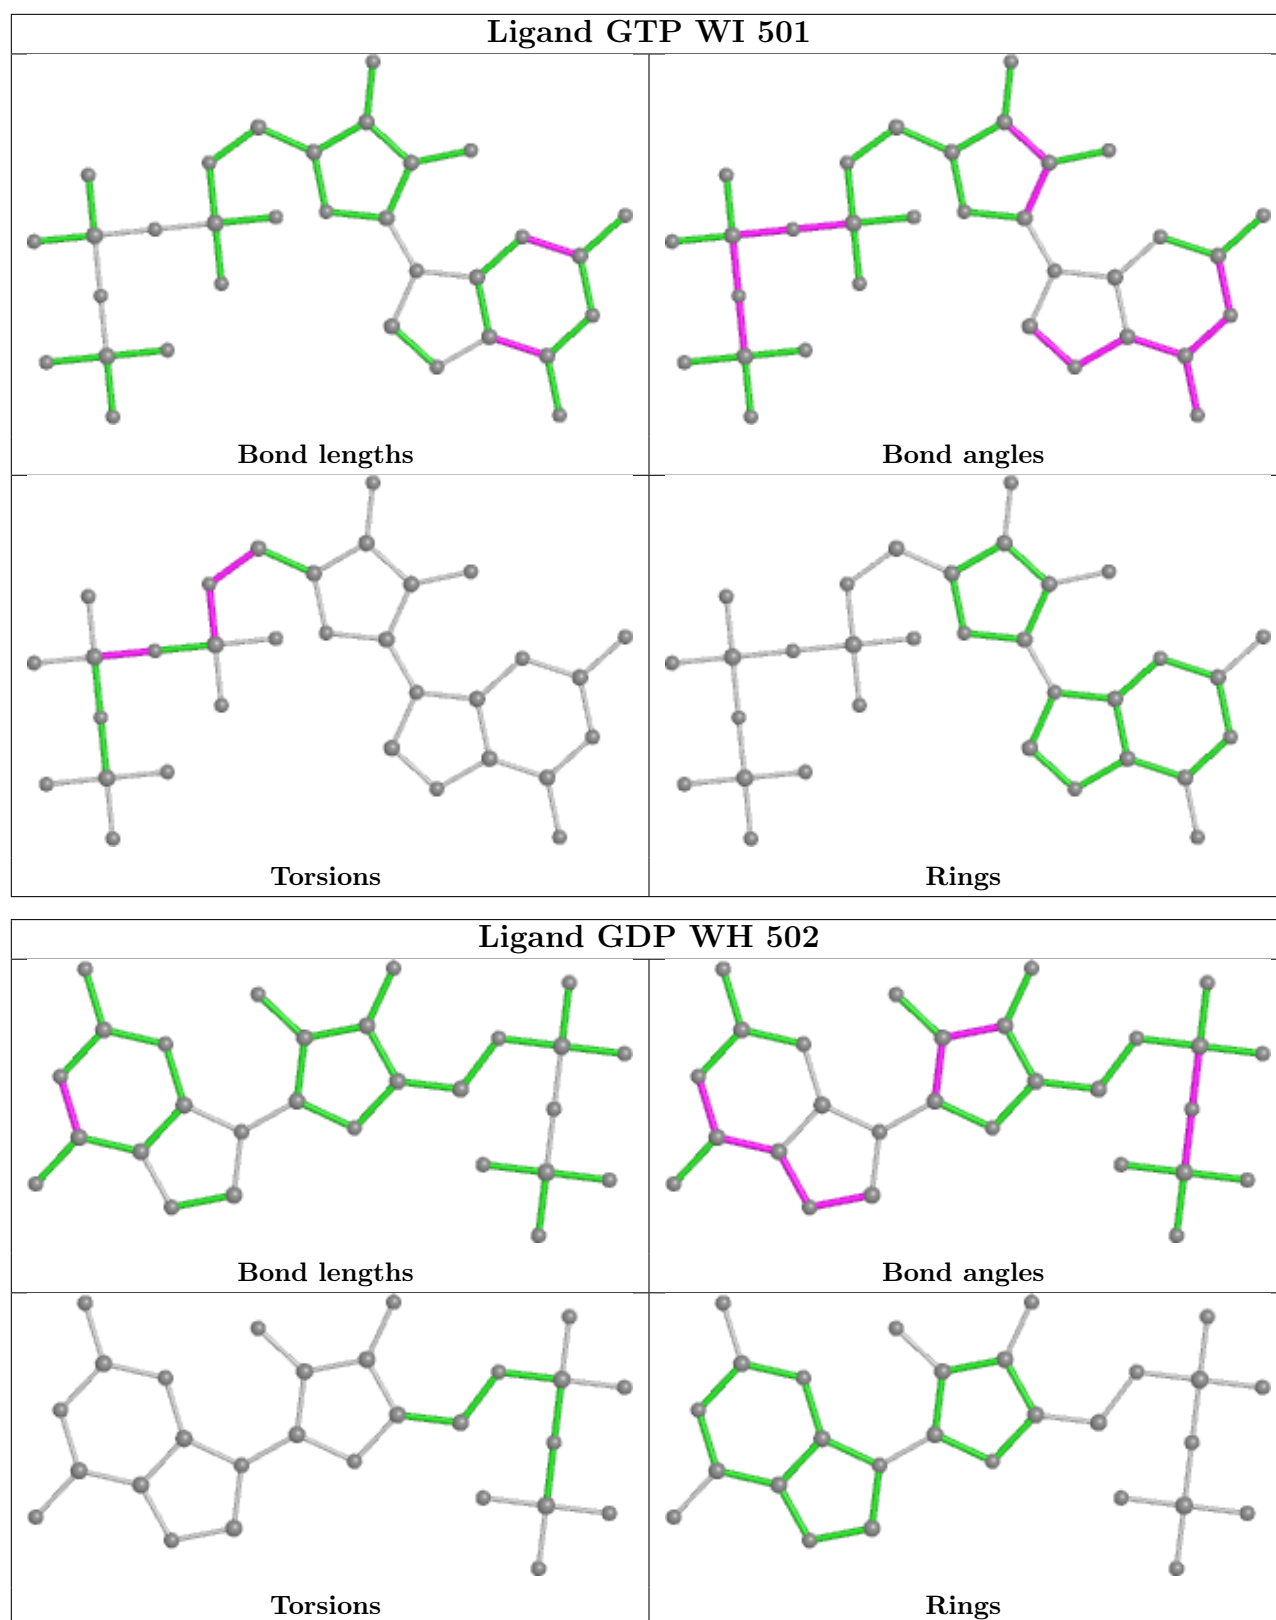 Ligand GTP WI 501
Bond lengths
Bond angles
Torsions
Rings
Ligand GDP WH 502
Bond lengths
Bond angles
Torsions
Rings